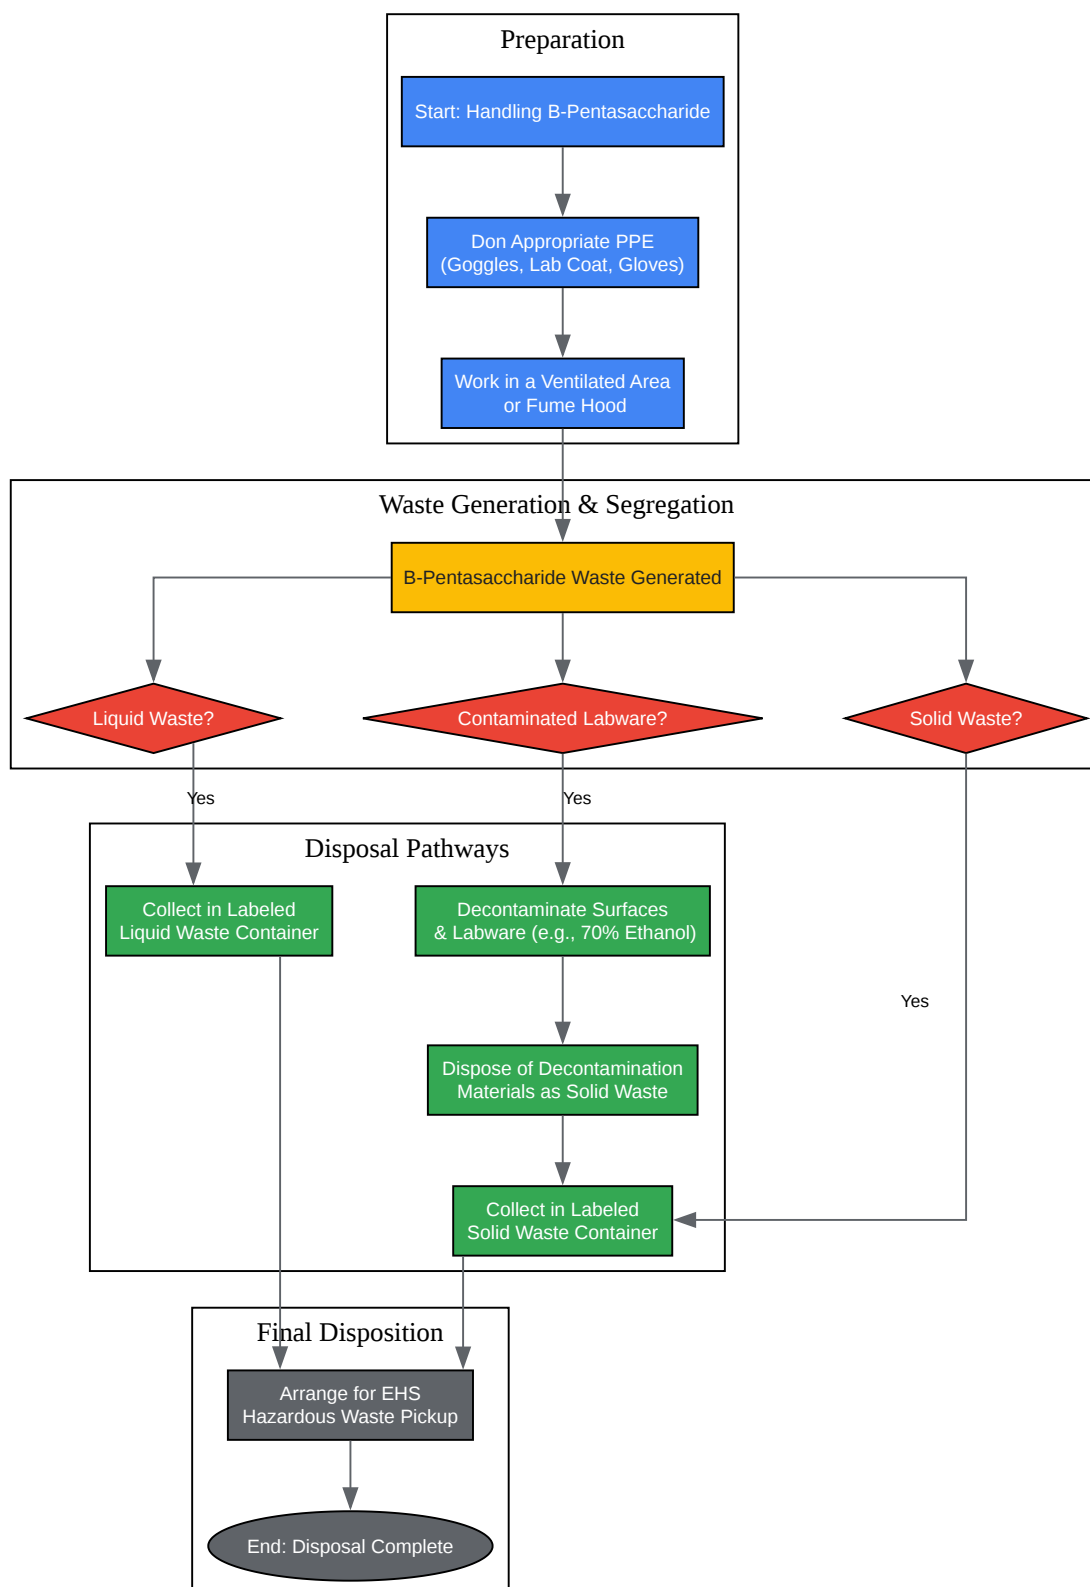 Preparation
Start: Handling B-Pentasaccharide
Don Appropriate PPE
(Goggles, Lab Coat, Gloves)
Work in a Ventilated Area
or Fume Hood
Waste Generation & Segregation
B-Pentasaccharide Waste Generated
Liquid Waste?
Contaminated Labware?
Solid Waste?
Yes
Yes
Disposal Pathways
Collect in Labeled
Liquid Waste Container
Decontaminate Surfaces
& Labware (e.g., 70% Ethanol)
Yes
Dispose of Decontamination
Materials as Solid Waste
Collect in Labeled
Solid Waste Container
Final Disposition
Arrange for EHS
Hazardous Waste Pickup
End: Disposal Complete